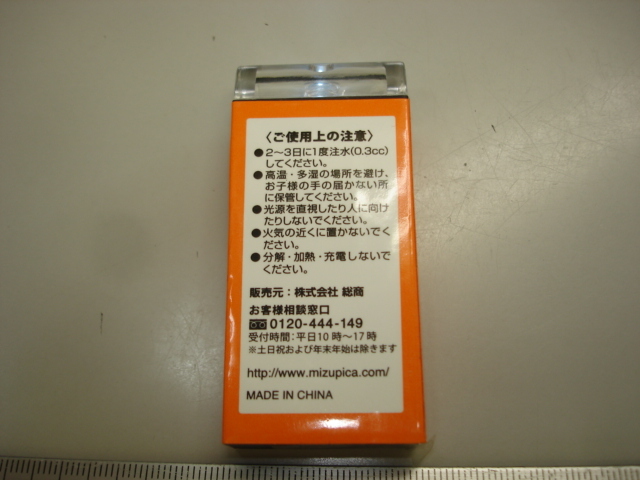 〈ご使用上の注意〉
●2〜3日に1度注水(0.3cc)
してください。
●高温・多湿の場所を避け、
お子様の手の届かない所
に保管してください。
●光源を直視したり人に向け
たりしないでください。
●火気の近くに置かないでく
ださい。
●分解・加熱・充電しないで
ください。
販売元：株式会社 総商
お客様相談窓口
0120-444-149
受付時間：平日10時〜17時
※土日祝および年末年始は除きます
http://www.mizupica.com/
MADE IN CHINA